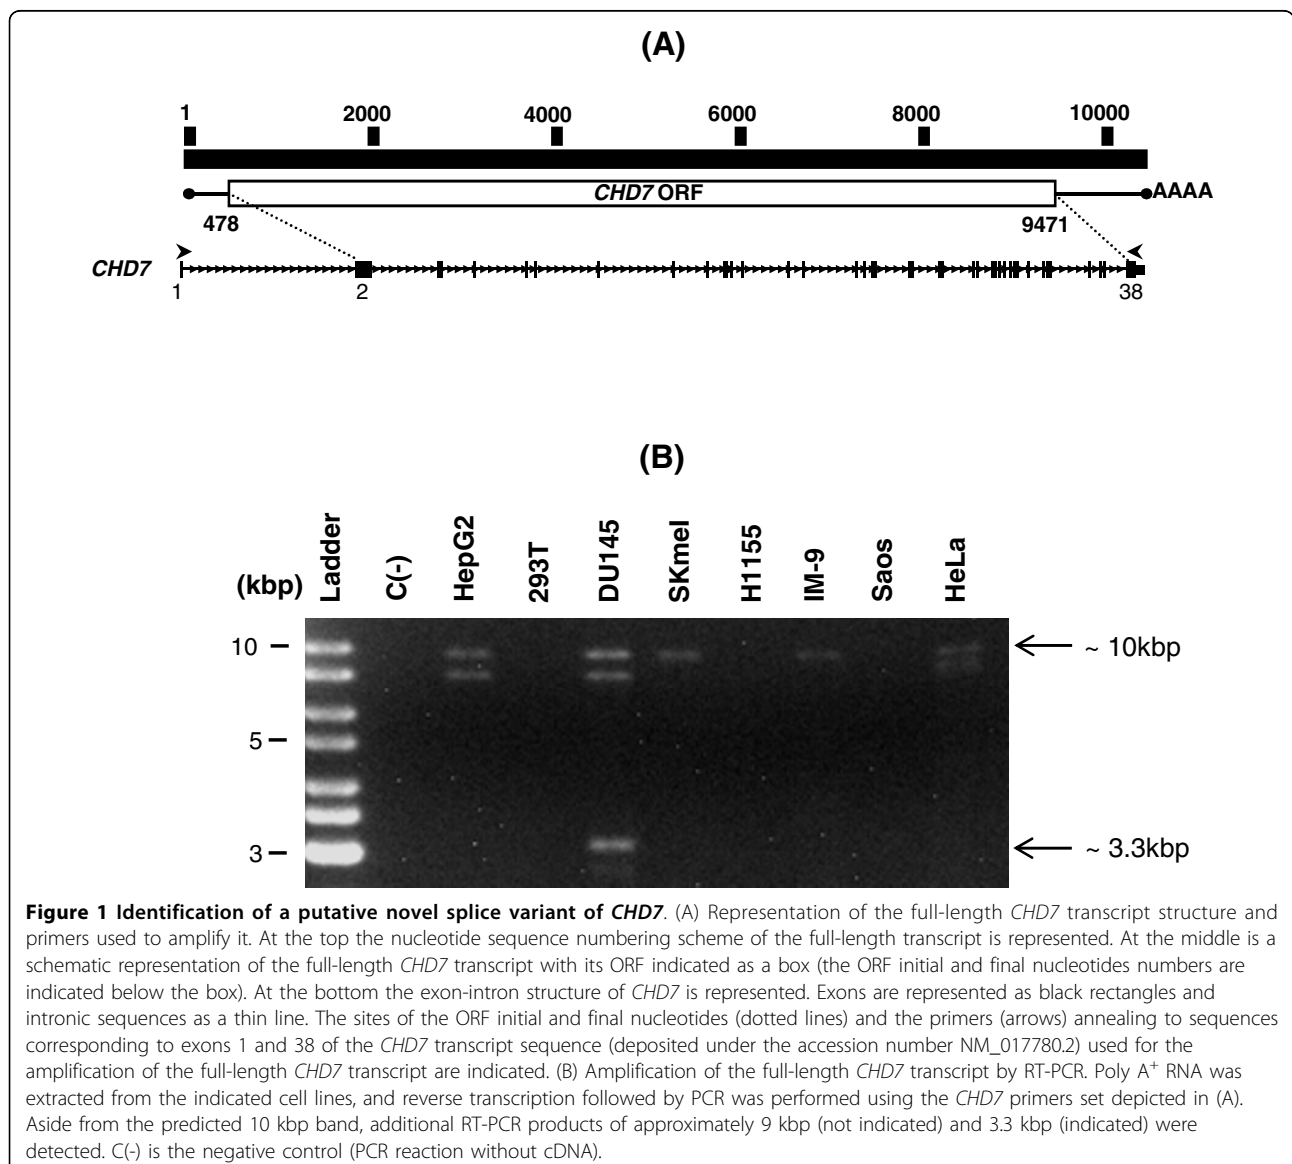 (A)
1 2000 4000 6000 8000 10000
CHD7 ORF
AAAA
478 9471
CHD7
1 2 38
(B)
(kbp) Ladder C(-) HepG2 293T DU145 SKmel H1155 IM-9 Saos HeLa
10 ~ 10kbp
5
3 ~ 3.3kbp
Figure 1 Identification of a putative novel splice variant of CHD7. (A) Representation of the full-length CHD7 transcript structure and
primers used to amplify it. At the top the nucleotide sequence numbering scheme of the full-length transcript is represented. At the middle is a
schematic representation of the full-length CHD7 transcript with its ORF indicated as a box (the ORF initial and final nucleotides numbers are
indicated below the box). At the bottom the exon-intron structure of CHD7 is represented. Exons are represented as black rectangles and
intronic sequences as a thin line. The sites of the ORF initial and final nucleotides (dotted lines) and the primers (arrows) annealing to sequences
corresponding to exons 1 and 38 of the CHD7 transcript sequence (deposited under the accession number NM_017780.2) used for the
amplification of the full-length CHD7 transcript are indicated. (B) Amplification of the full-length CHD7 transcript by RT-PCR. Poly A+ RNA was
extracted from the indicated cell lines, and reverse transcription followed by PCR was performed using the CHD7 primers set depicted in (A).
Aside from the predicted 10 kbp band, additional RT-PCR products of approximately 9 kbp (not indicated) and 3.3 kbp (indicated) were
detected. C(-) is the negative control (PCR reaction without cDNA).